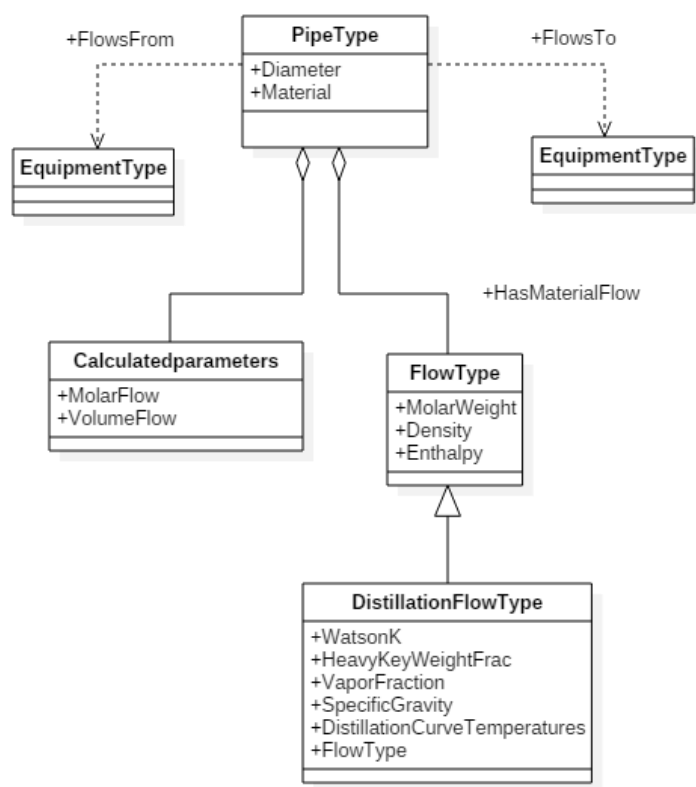 +FlowsFrom
PipeType
+FlowsTo
+Diameter
+Material
EquipmentType
EquipmentType
+HasMaterialFlow
Calculatedparameters
+MolarFlow
+VolumeFlow
FlowType
+MolarWeight
+Density
+Enthalpy
DistillationFlowType
+WatsonK
+HeavyKeyWeightFrac
+VaporFraction
+SpecificGravity
+DistillationCurveTemperatures
+FlowType